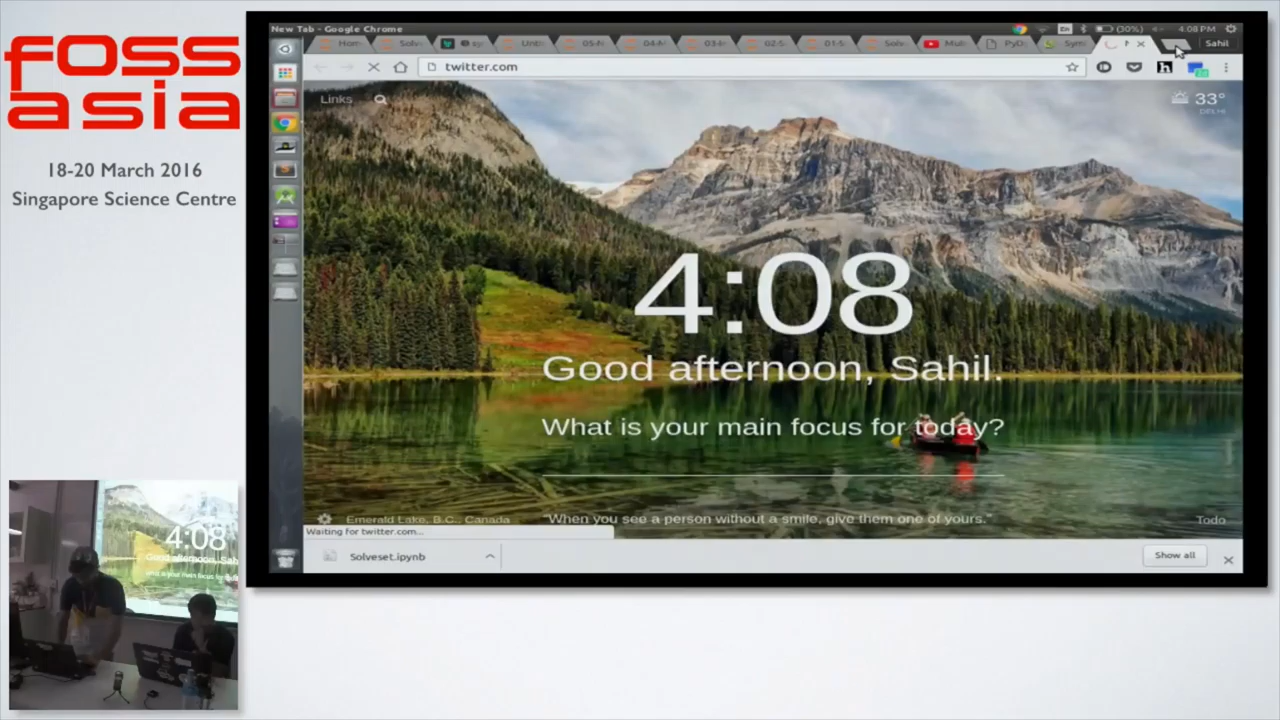 fOSS
asia
18-20 March 2016
Singapore Science Centre
New Tab - Google Chrome
(30%)
4:08 PM
Sahil
twitter.com
Links
33°
DELHI
4:08
Good afternoon, Sahil.
What is your main focus for today?
Emerald Lake, B.C., Canada
"When you see a person without a smile, give them one of yours."
Todo
Waiting for twitter.com...
Solveset.ipynb
Show all
4:08